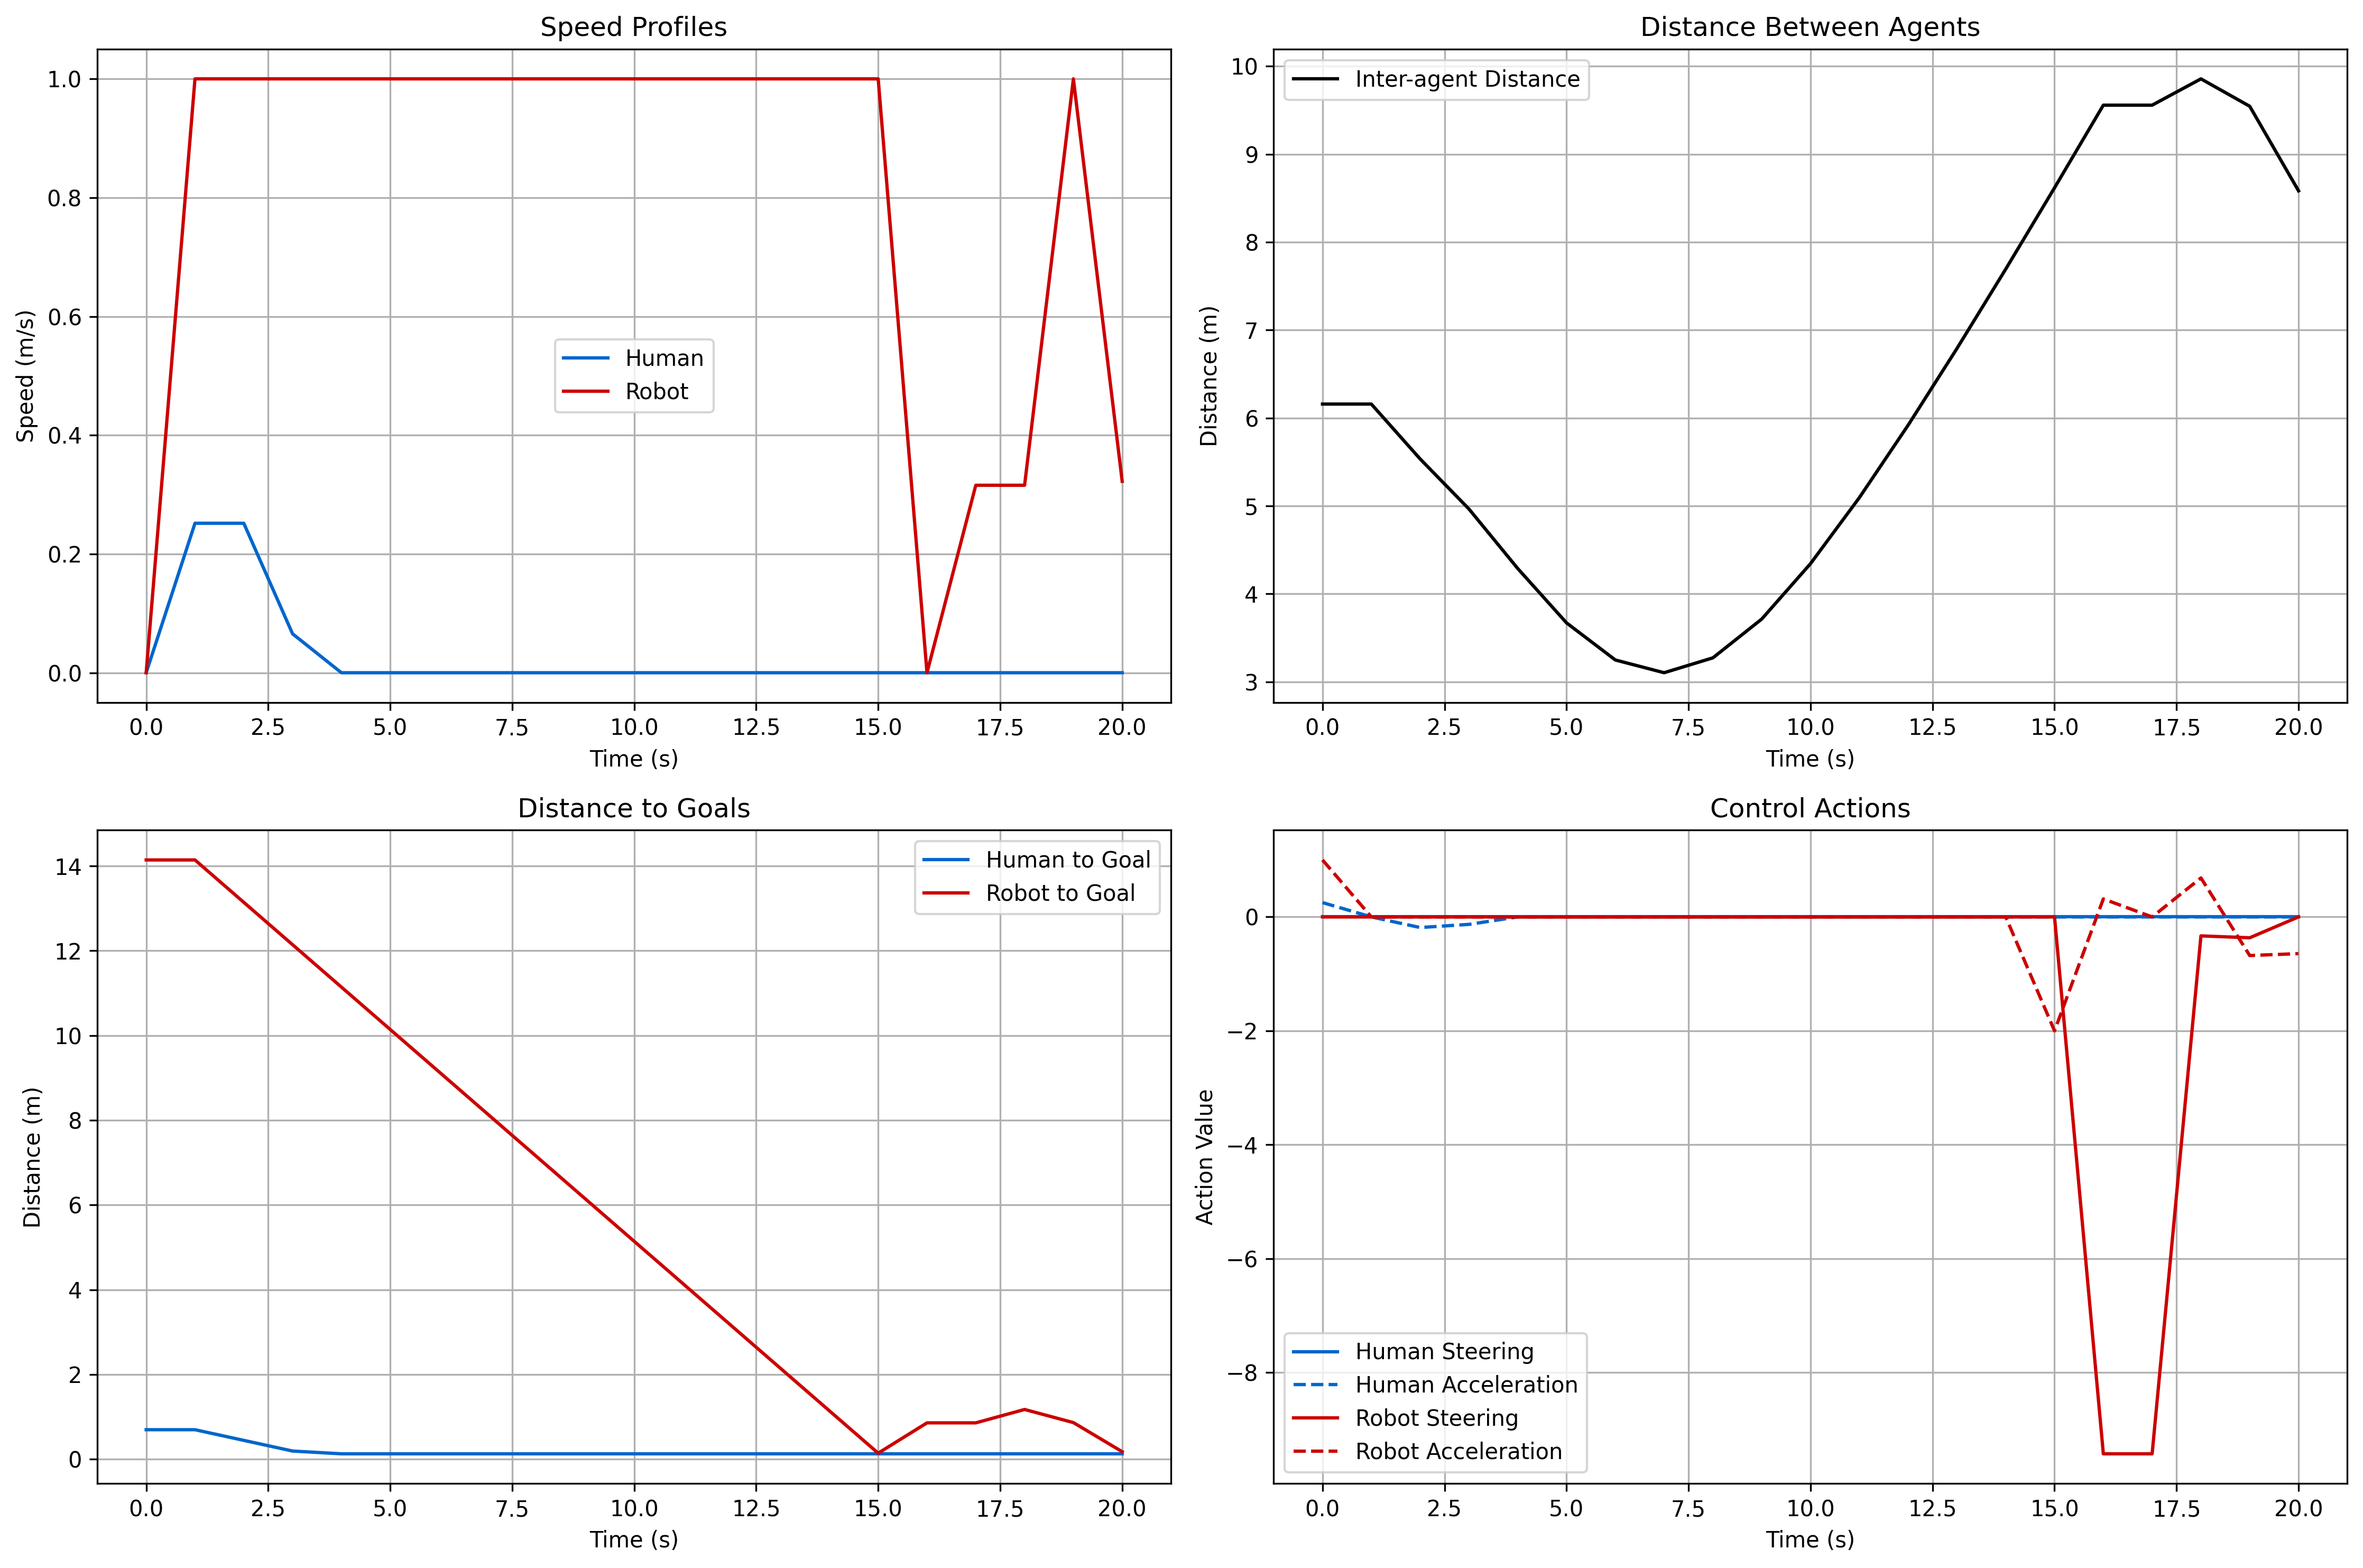 Speed Profiles
Speed (m/s)
1.0
0.8
0.6
0.4
0.2
0.0
Human
Robot
0.0 2.5 5.0 7.5 10.0 12.5 15.0 17.5 20.0
Time (s)
Distance Between Agents
Distance (m)
10
9
8
7
6
5
4
3
Inter-agent Distance
0.0 2.5 5.0 7.5 10.0 12.5 15.0 17.5 20.0
Time (s)
Distance to Goals
Distance (m)
14
12
10
8
6
4
2
0
Human to Goal
Robot to Goal
0.0 2.5 5.0 7.5 10.0 12.5 15.0 17.5 20.0
Time (s)
Control Actions
Action Value
0
−2
−4
−6
−8
Human Steering
Human Acceleration
Robot Steering
Robot Acceleration
0.0 2.5 5.0 7.5 10.0 12.5 15.0 17.5 20.0
Time (s)